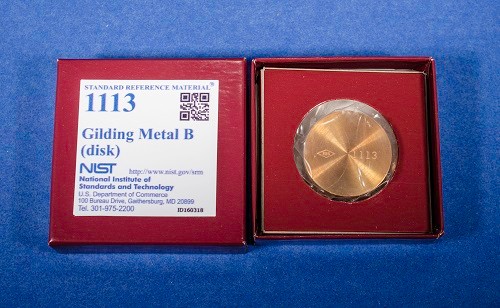 STANDARD REFERENCE MATERIAL®
1113
Gilding Metal B
(disk)
NIST http://www.nist.gov/srm
National Institute of
Standards and Technology
U.S. Department of Commerce
100 Bureau Drive, Gaithersburg, MD 20899
Tel. 301-975-2200 ID160318
1113